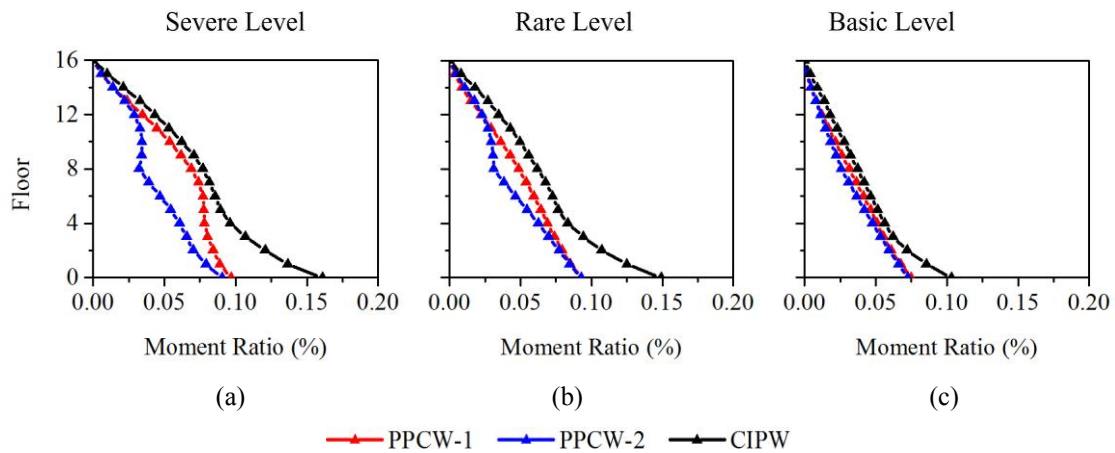 Severe Level Rare Level Basic Level
16
12
8
4
0
Floor
0.00 0.05 0.10 0.15 0.20 0.00 0.05 0.10 0.15 0.20 0.00 0.05 0.10 0.15 0.20
Moment Ratio (%) Moment Ratio (%) Moment Ratio (%)
(a) (b) (c)
PPCW-1 PPCW-2 CIPW